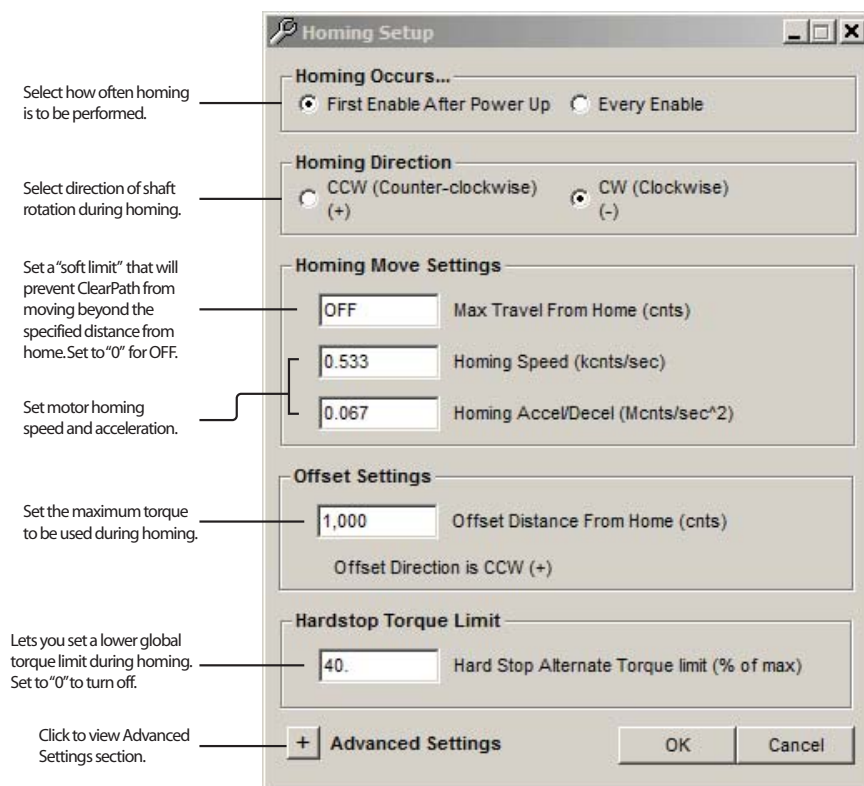 Homing Setup
Homing Occurs...
Select how often homing
is to be performed.
First Enable After Power Up
Every Enable
Homing Direction
Select direction of shaft
rotation during homing.
CCW (Counter-clockwise)
(+)
CW (Clockwise)
(-)
Homing Move Settings
Set a "soft limit" that will
prevent ClearPath from
moving beyond the
specified distance from
home. Set to "0" for OFF.
OFF
Max Travel From Home (cnts)
Set motor homing
speed and acceleration.
0.533
Homing Speed (kcnts/sec)
0.067
Homing Accel/Decel (Mcnts/sec^2)
Offset Settings
Set the maximum torque
to be used during homing.
1,000
Offset Distance From Home (cnts)
Offset Direction is CCW (+)
Hardstop Torque Limit
Lets you set a lower global
torque limit during homing.
Set to "0" to turn off.
40.
Hard Stop Alternate Torque limit (% of max)
Click to view Advanced
Settings section.
+
Advanced Settings
OK
Cancel